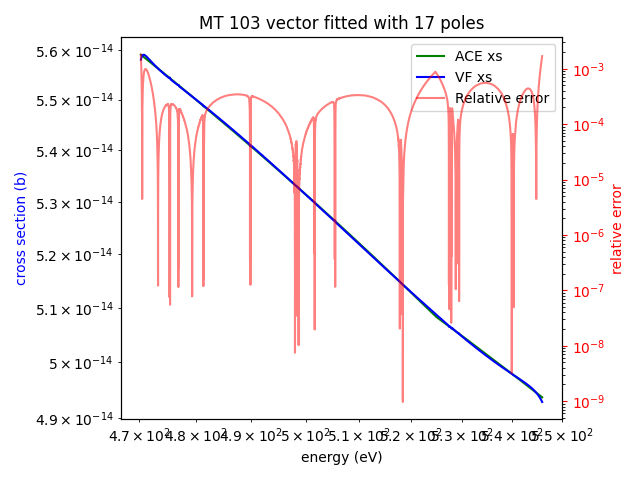 MT 103 vector fitted with 17 poles
ACE xs
VF xs
Relative error
5.6 × 10⁻¹⁴
5.5 × 10⁻¹⁴
5.4 × 10⁻¹⁴
5.3 × 10⁻¹⁴
5.2 × 10⁻¹⁴
5.1 × 10⁻¹⁴
5 × 10⁻¹⁴
4.9 × 10⁻¹⁴
cross section (b)
10⁻³
10⁻⁴
10⁻⁵
10⁻⁶
10⁻⁷
10⁻⁸
10⁻⁹
relative error
4.7 × 10² 4.8 × 10² 4.9 × 10² 5 × 10² 5.1 × 10² 5.2 × 10² 5.3 × 10² 5.4 × 10² 5.5 × 10²
energy (eV)